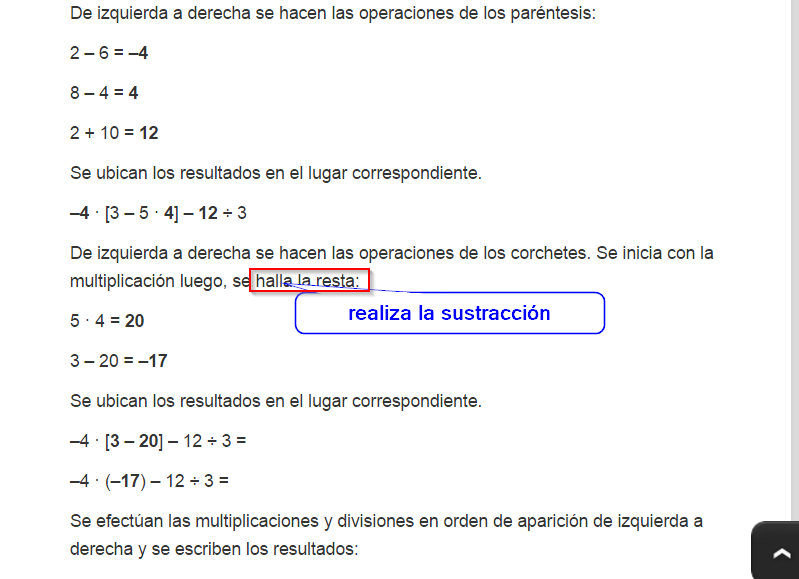 De izquierda a derecha se hacen las operaciones de los paréntesis:
2 – 6 = –4
8 – 4 = 4
2 + 10 = 12
Se ubican los resultados en el lugar correspondiente.
–4 · [3 – 5 · 4] – 12 ÷ 3
De izquierda a derecha se hacen las operaciones de los corchetes. Se inicia con la
multiplicación luego, se halla la resta:
realiza la sustracción
5 · 4 = 20
3 – 20 = –17
Se ubican los resultados en el lugar correspondiente.
–4 · [3 – 20] – 12 ÷ 3 =
–4 · (–17) – 12 ÷ 3 =
Se efectúan las multiplicaciones y divisiones en orden de aparición de izquierda a
derecha y se escriben los resultados: